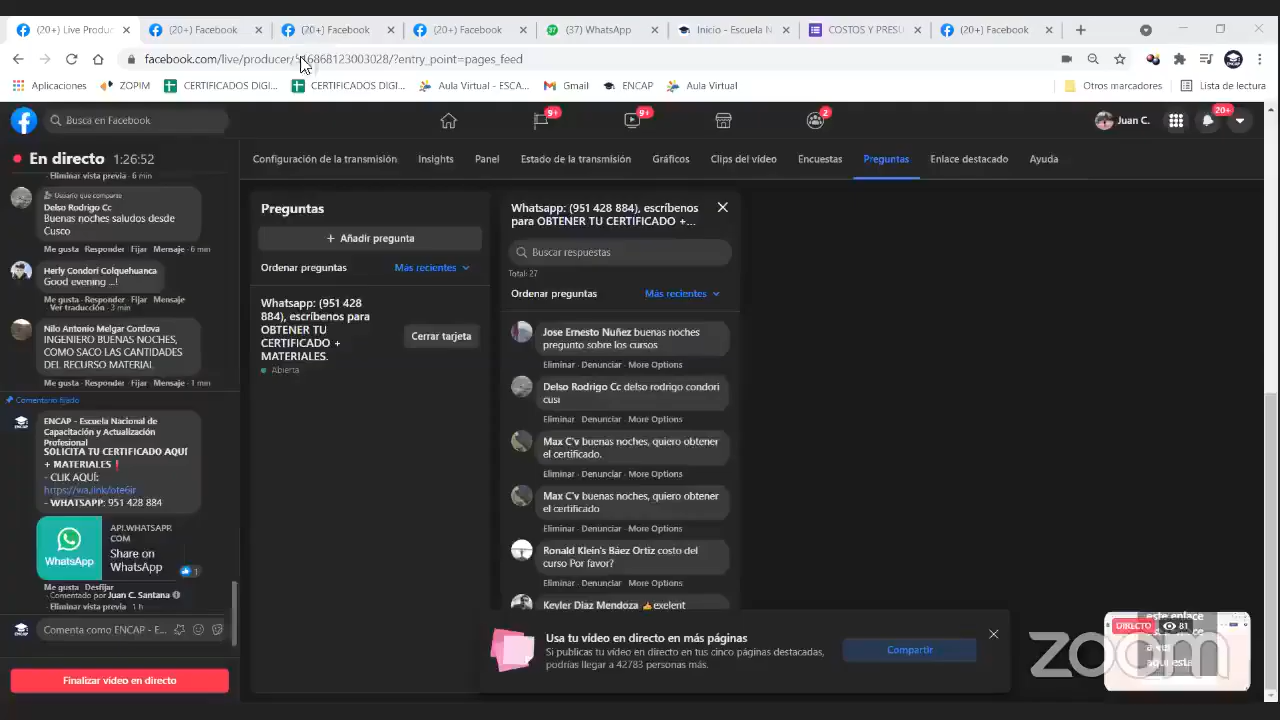 (20+) Live Produc
(20+) Facebook
(20+) Facebook
(20+) Facebook
(37) WhatsApp
Inicio - Escuela N
COSTOS Y PRESU
(20+) Facebook
facebook.com/live/producer/5
68681230030​28/?entry_point=pages_feed
Aplicaciones
ZOPIM
CERTIFICADOS DIGI...
CERTIFICADOS DIGI...
Aula Virtual - ESCA...
Gmail
ENCAP
Aula Virtual
Otros marcadores
Lista de lectura
Busca en Facebook
9+
9+
2
Juan C.
20+
En directo 1:26:52
Configuración de la transmisión
Insights
Panel
Estado de la transmisión
Gráficos
Clips del vídeo
Encuestas
Preguntas
Enlace destacado
Ayuda
· Eliminar vista previa · 6 min
Usuario que comparte
Delso Rodrigo Cc
Buenas noches saludos desde
Cusco
Me gusta · Responder · Fijar · Mensaje · 6 min
Herly Condori Colquehuanca
Good evening ...!
Me gusta · Responder · Fijar · Mensaje
· Ver traducción · 3 min
Nilo Antonio Melgar Cordova
INGENIERO BUENAS NOCHES,
COMO SACO LAS CANTIDADES
DEL RECURSO MATERIAL
Me gusta · Responder · Fijar · Mensaje · 1 min
Comentario fijado
ENCAP - Escuela Nacional de
Capacitación y Actualización
Profesional
SOLICITA TU CERTIFICADO AQUÍ
+ MATERIALES❗
- CLIK AQUÍ:
- WHATSAPP: 951 428 884
WhatsApp
API.WHATSAPP.
COM
Share on
WhatsApp
1
Me gusta · Desfijar
· Comentado por Juan C. Santana
· Eliminar vista previa · 1 h
Comenta como ENCAP - E...
Finalizar vídeo en directo
Preguntas
+ Añadir pregunta
Ordenar preguntas
Más recientes
Whatsapp: (951 428
884), escríbenos para
OBTENER TU
CERTIFICADO +
MATERIALES.
Abierta
Cerrar tarjeta
Whatsapp: (951 428 884), escríbenos
para OBTENER TU CERTIFICADO +...
Buscar respuestas
Total: 27
Ordenar preguntas
Más recientes
Jose Ernesto Nuñez buenas noches
pregunto sobre los cursos
Eliminar · Denunciar · More Options
Delso Rodrigo Cc delso rodrigo condori
cusi
Eliminar · Denunciar · More Options
Max C'v buenas noches, quiero obtener
el certificado.
Eliminar · Denunciar · More Options
Max C'v buenas noches, quiero obtener
el certificado
Eliminar · Denunciar · More Options
Ronald Klein's Báez Ortiz costo del
curso Por favor?
Eliminar · Denunciar · More Options
Keyler Diaz Mendoza 👍exelent
Usa tu vídeo en directo en más páginas
Si publicas tu vídeo en directo en tus cinco páginas destacadas,
podrías llegar a 42783 personas más.
Compartir
este enlace
DIRECTO
81
aquí esta
zoom